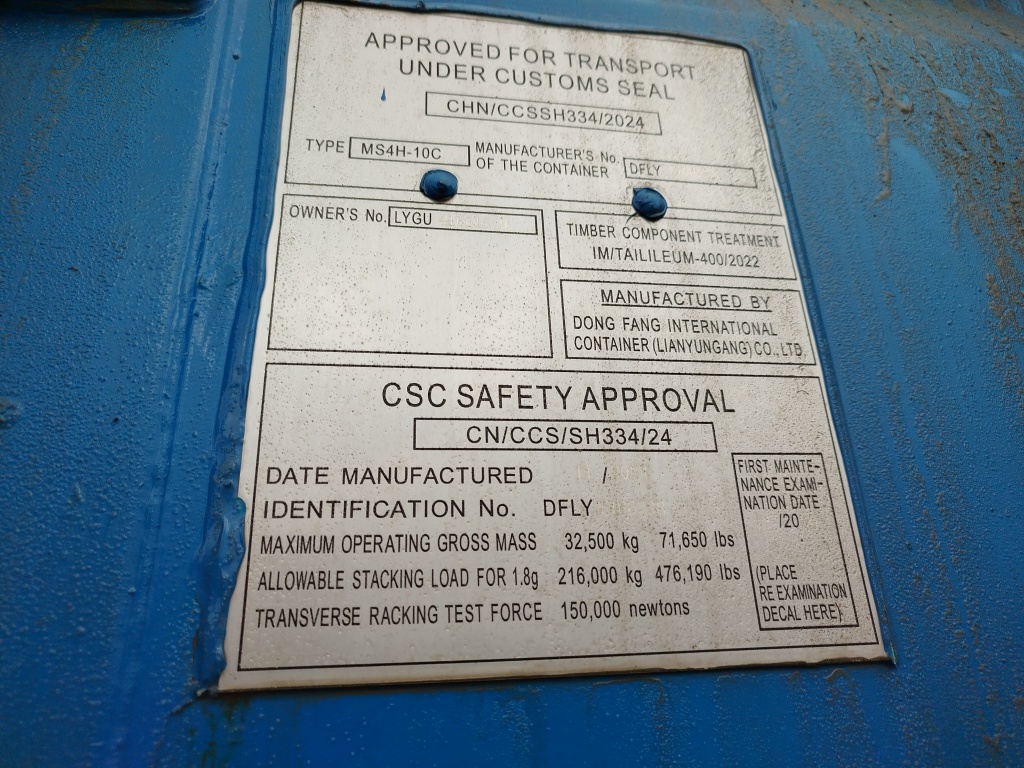 APPROVED FOR TRANSPORT
UNDER CUSTOMS SEAL
CHN/CCSSH334/2024
TYPE MS4H-10C
MANUFACTURER'S No.
OF THE CONTAINER DFLY
OWNER'S No. LYGU
TIMBER COMPONENT TREATMENT
IM/TAILILEUM-400/2022
MANUFACTURED BY
DONG FANG INTERNATIONAL
CONTAINER (LIANYUNGANG) CO., LTD.
CSC SAFETY APPROVAL
CN/CCS/SH334/24
DATE MANUFACTURED /
IDENTIFICATION No. DFLY
MAXIMUM OPERATING GROSS MASS 32,500 kg 71,650 lbs
ALLOWABLE STACKING LOAD FOR 1.8g 216,000 kg 476,190 lbs
TRANSVERSE RACKING TEST FORCE 150,000 newtons
FIRST MAINTE-
NANCE EXAMI-
NATION DATE
/20
(PLACE
RE EXAMINATION
DECAL HERE)